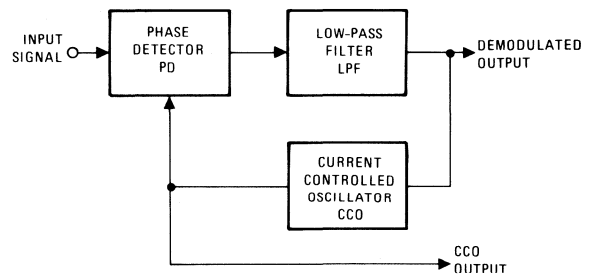 INPUT
SIGNAL
PHASE
DETECTOR
PD
LOW-PASS
FILTER
LPF
DEMODULATED
OUTPUT
CURRENT
CONTROLLED
OSCILLATOR
CCO
CCO
OUTPUT